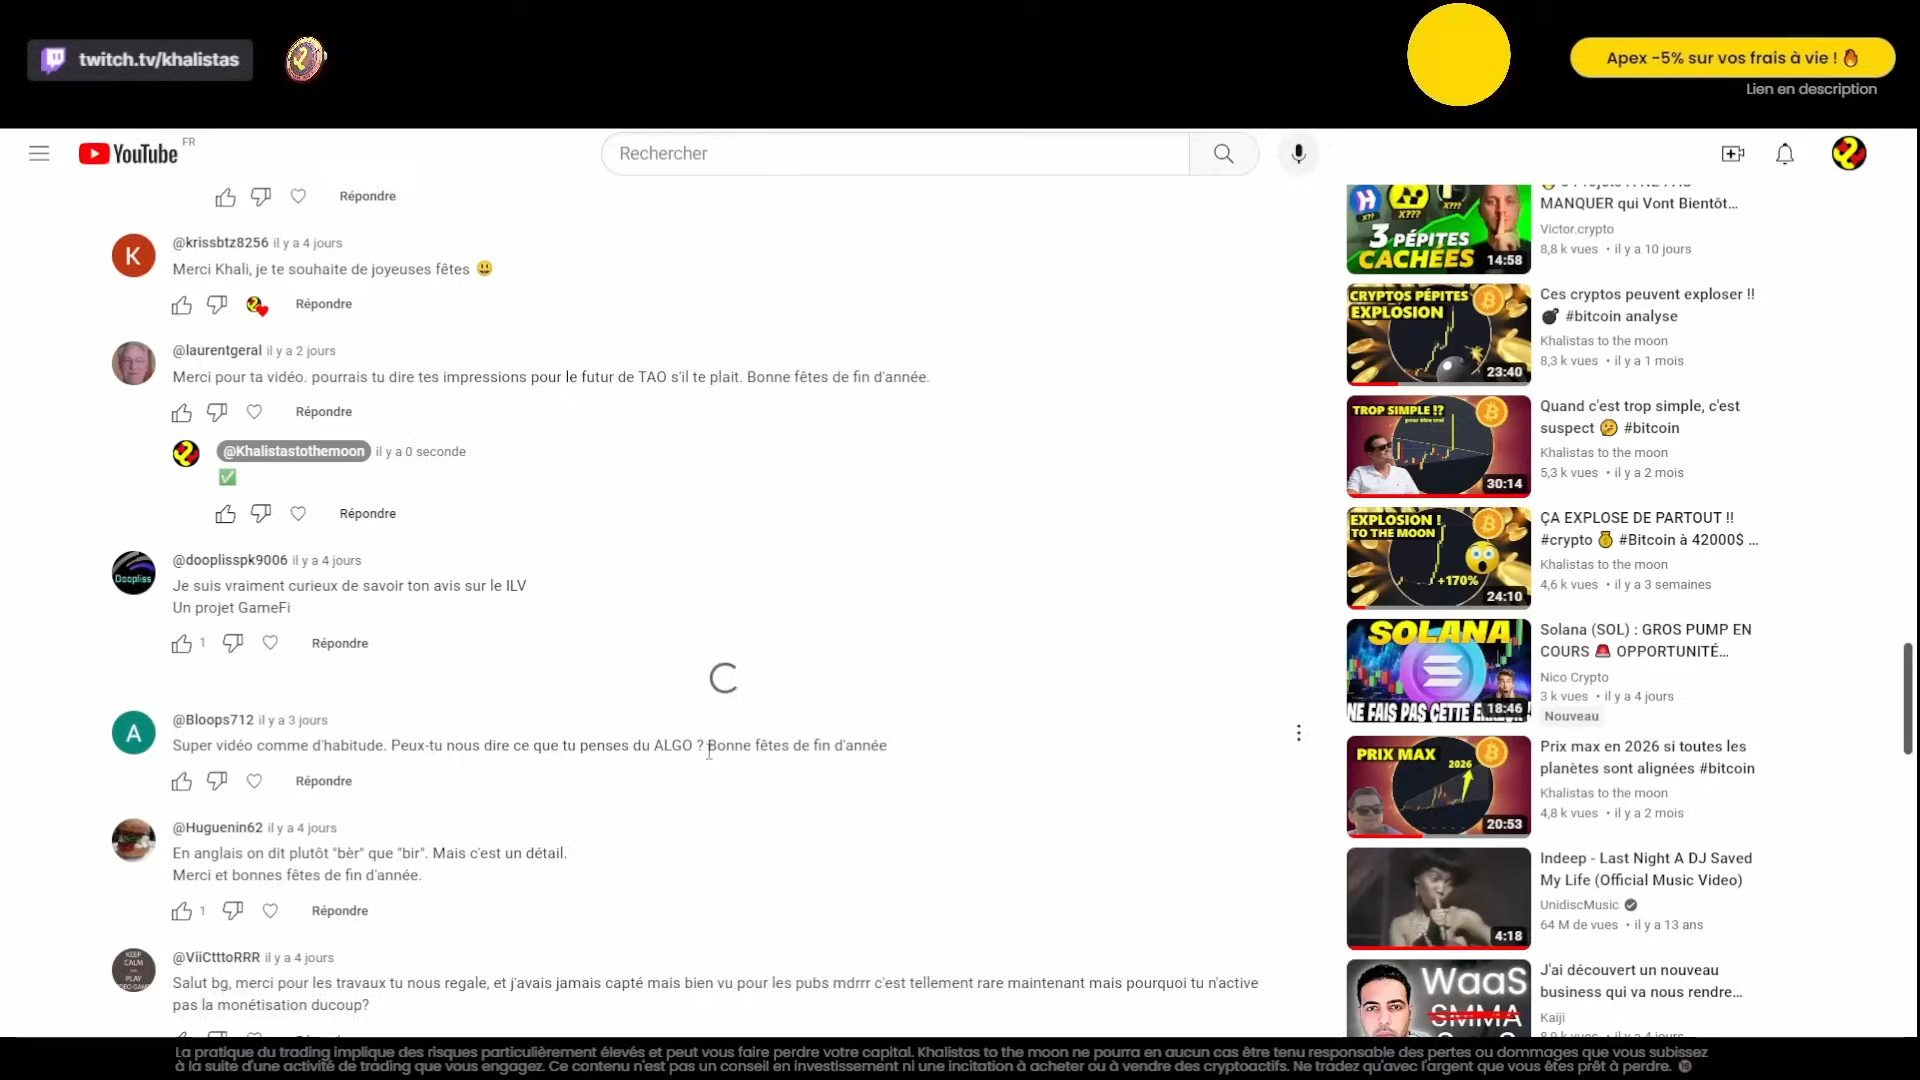 twitch.tv/khalistas
Apex -5% sur vos frais à vie !
Lien en description
YouTube FR
Rechercher
Répondre
@krissbtz8256 il y a 4 jours
Merci Khali, je te souhaite de joyeuses fêtes 😃
Répondre
@laurentgeral il y a 2 jours
Merci pour ta vidéo. pourrais tu dire tes impressions pour le futur de TAO s'il te plait. Bonne fêtes de fin d'année.
Répondre
@Khalistastothemoon il y a 0 seconde
✅
Répondre
Doopliss
@dooplisspk9006 il y a 4 jours
Je suis vraiment curieux de savoir ton avis sur le ILV
Un projet GameFi
1 Répondre
A
@Bloops712 il y a 3 jours
Super vidéo comme d'habitude. Peux-tu nous dire ce que tu penses du ALGO ? Bonne fêtes de fin d'année
Répondre
@Huguenin62 il y a 4 jours
En anglais on dit plutôt "bèr" que "bir". Mais c'est un détail.
Merci et bonnes fêtes de fin d'année.
1 Répondre
KEEP
CALM
PLAY
@ViiCtttoRRR il y a 4 jours
Salut bg, merci pour les travaux tu nous regale, et j'avais jamais capté mais bien vu pour les pubs mdrrr c'est tellement rare maintenant mais pourquoi tu n'active
pas la monétisation ducoup?
X???
X???
3 PÉPITES
CACHÉES
14:58
MANQUER qui Vont Bientôt...
Victor.crypto
8,8 k vues • il y a 10 jours
CRYPTOS PÉPITES
EXPLOSION
23:40
Ces cryptos peuvent exploser !!
💣 #bitcoin analyse
Khalistas to the moon
8,3 k vues • il y a 1 mois
TROP SIMPLE !?
pour être vrai
30:14
Quand c'est trop simple, c'est
suspect 🤔 #bitcoin
Khalistas to the moon
5,3 k vues • il y a 2 mois
EXPLOSION !
TO THE MOON
+170%
24:10
ÇA EXPLOSE DE PARTOUT !!
#crypto 💰 #Bitcoin à 42000$ ...
Khalistas to the moon
4,6 k vues • il y a 3 semaines
SOLANA
NE FAIS PAS CETTE
18:46
Solana (SOL) : GROS PUMP EN
COURS 🚨 OPPORTUNITÉ...
Nico Crypto
3 k vues • il y a 4 jours
Nouveau
PRIX MAX
2026
20:53
Prix max en 2026 si toutes les
planètes sont alignées #bitcoin
Khalistas to the moon
4,8 k vues • il y a 2 mois
4:18
Indeep - Last Night A DJ Saved
My Life (Official Music Video)
UnidiscMusic
64 M de vues • il y a 13 ans
WaaS
SMMA
J'ai découvert un nouveau
business qui va nous rendre...
Kaiji
La pratique du trading implique des risques particulièrement élevés et peut vous faire perdre votre capital. Khalistas to the moon ne pourra en aucun cas être tenu responsable des pertes ou dommages que vous subissez
à la suite d'une activité de trading que vous engagez. Ce contenu n'est pas un conseil en investissement ni une incitation à acheter ou à vendre des cryptoactifs. Ne tradez qu'avec l'argent que vous êtes prêt à perdre. 🔞